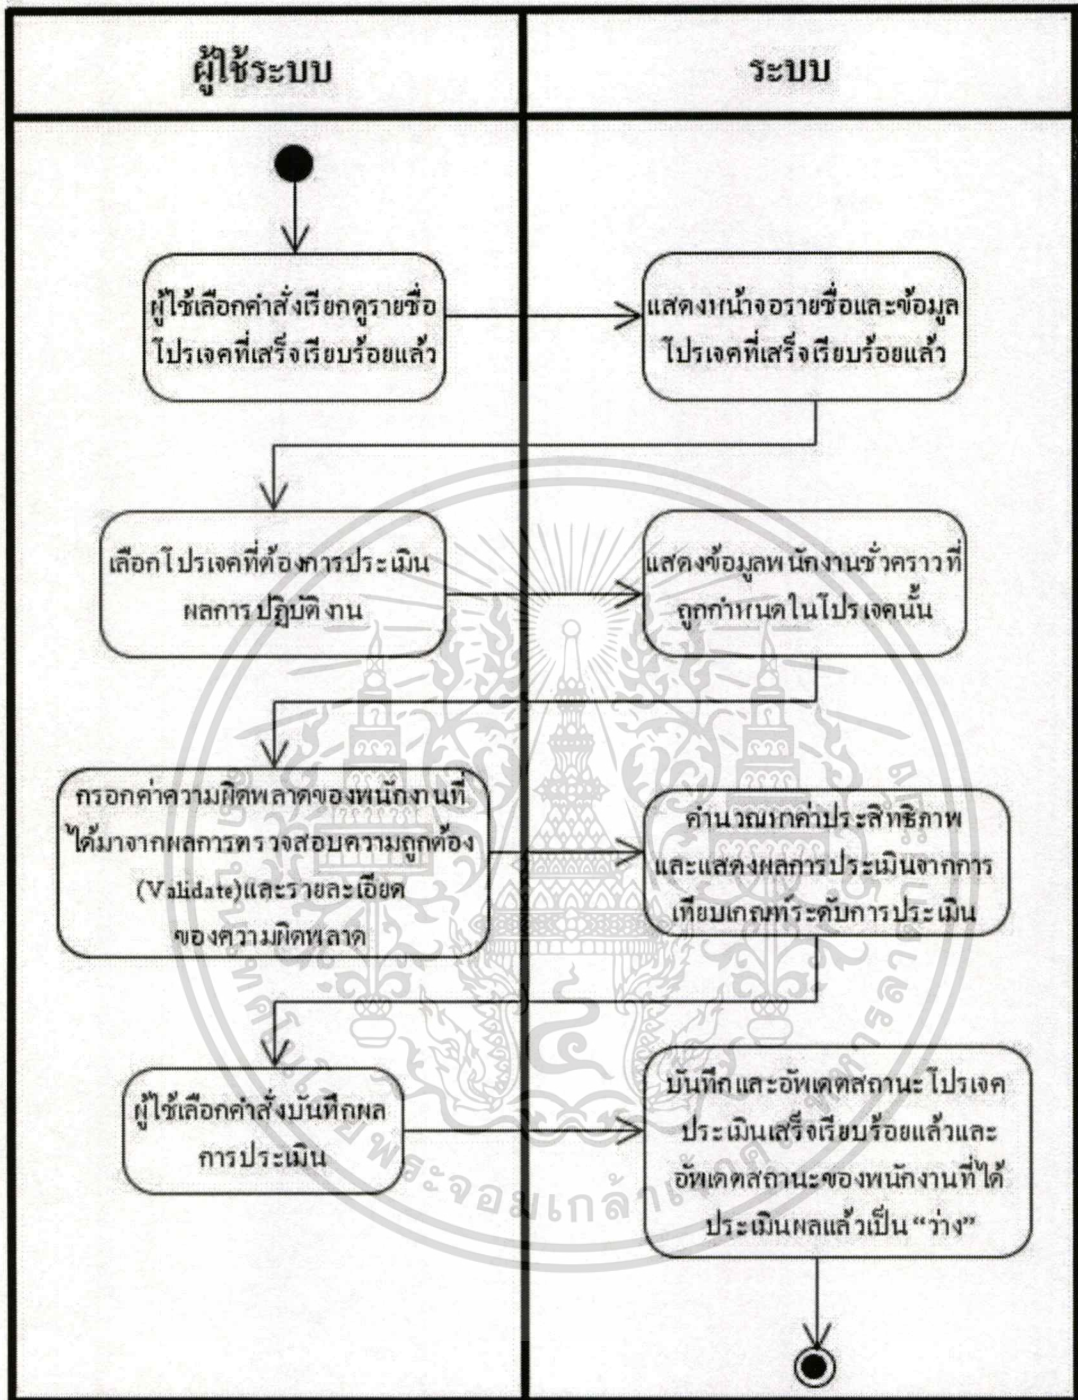 ผู้ใช้ระบบ
ระบบ
ผู้ใช้เลือกคำสั่งเรียกดูรายชื่อ
โปรเจคที่เสร็จเรียบร้อยแล้ว
แสดงหน้าจอรายชื่อและข้อมูล
โปรเจคที่เสร็จเรียบร้อยแล้ว
เลือกโปรเจคที่ต้องการประเมิน
ผลการปฏิบัติงาน
แสดงข้อมูลพนักงานชั่วคราวที่
ถูกกำหนดในโปรเจคนั้น
กรอกค่าความผิดพลาดของพนักงานที่
ได้มาจากผลการตรวจสอบความถูกต้อง
(Validate)และรายละเอียด
ของความผิดพลาด
คำนวณหาค่าประสิทธิภาพ
และแสดงผลการประเมินจากการ
เทียบเกณฑ์ระดับการประเมิน
ผู้ใช้เลือกคำสั่งบันทึกผล
การประเมิน
บันทึกและอัพเดตสถานะโปรเจค
ประเมินเสร็จเรียบร้อยแล้วและ
อัพเดตสถานะของพนักงานที่ได้
ประเมินผลแล้วเป็น “ว่าง”